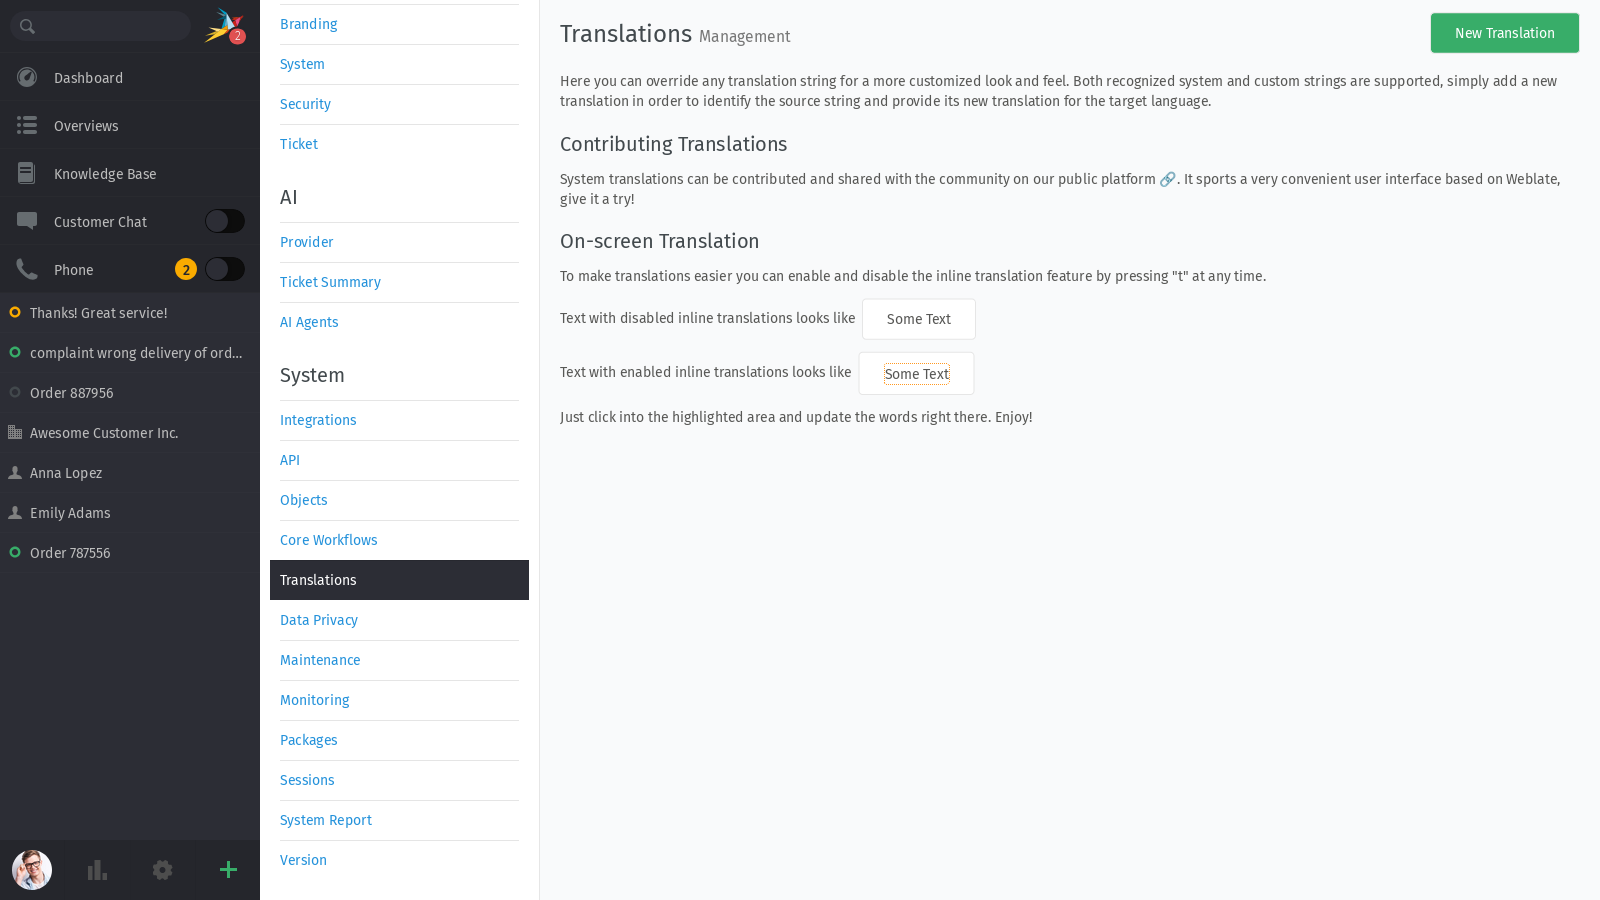 2
Dashboard
Overviews
Knowledge Base
Customer Chat
Phone 2
Thanks! Great service!
complaint wrong delivery of ord...
Order 887956
Awesome Customer Inc.
Anna Lopez
Emily Adams
Order 787556
Branding
System
Security
Ticket
AI
Provider
Ticket Summary
AI Agents
System
Integrations
API
Objects
Core Workflows
Translations
Data Privacy
Maintenance
Monitoring
Packages
Sessions
System Report
Version
Translations Management
New Translation
Here you can override any translation string for a more customized look and feel. Both recognized system and custom strings are supported, simply add a new
translation in order to identify the source string and provide its new translation for the target language.
Contributing Translations
System translations can be contributed and shared with the community on our public platform 🔗. It sports a very convenient user interface based on Weblate,
give it a try!
On-screen Translation
To make translations easier you can enable and disable the inline translation feature by pressing "t" at any time.
Text with disabled inline translations looks like Some Text
Text with enabled inline translations looks like Some Text
Just click into the highlighted area and update the words right there. Enjoy!